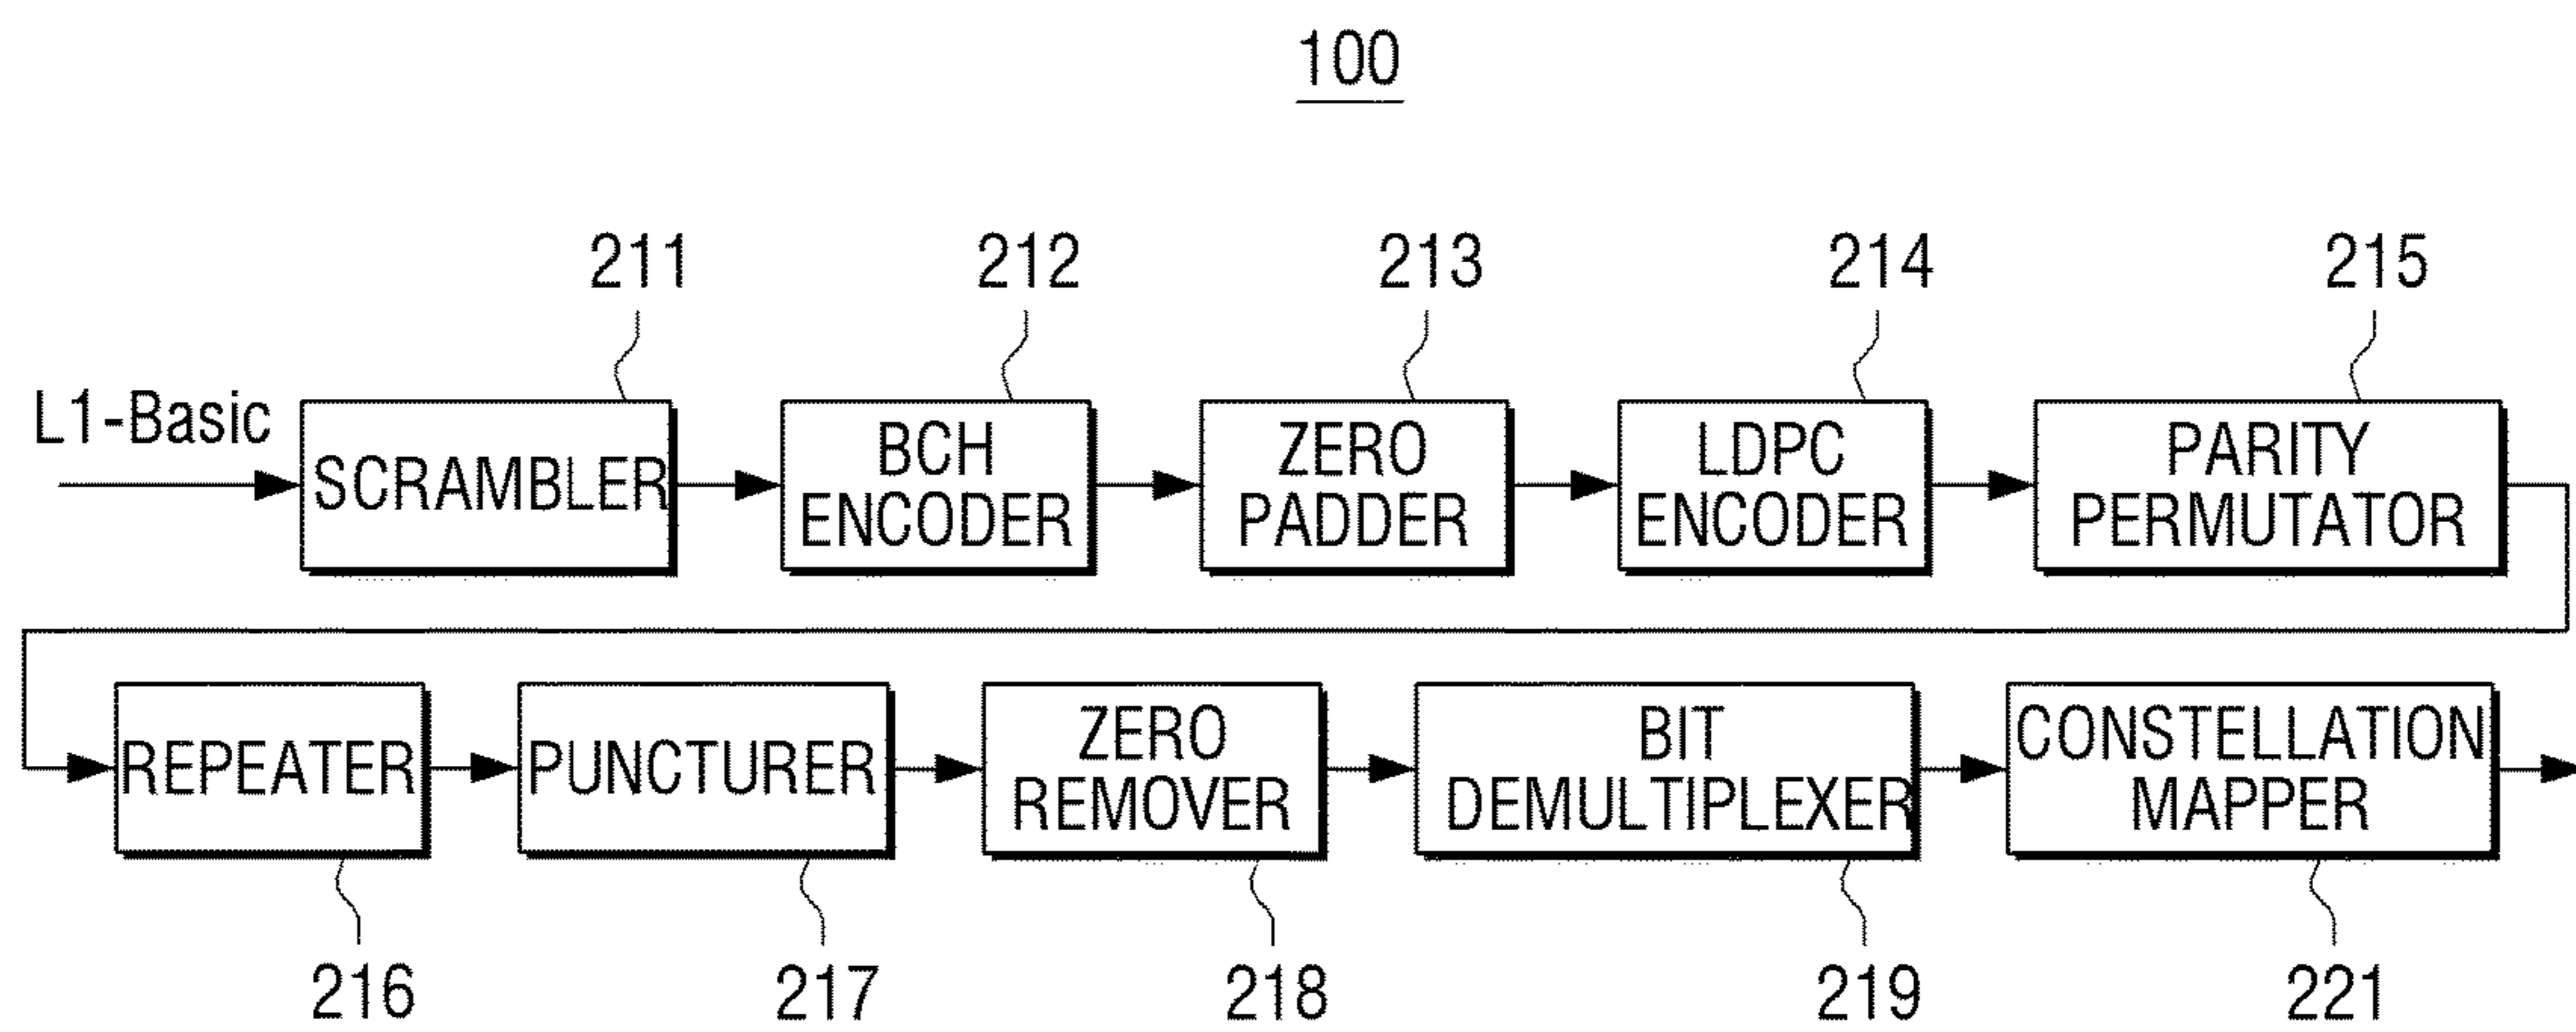 100
211
212
213
214
215
L1-Basic
SCRAMBLER
BCH
ENCODER
ZERO
PADDER
LDPC
ENCODER
PARITY
PERMUTATOR
REPEATER
PUNCTURER
ZERO
REMOVER
BIT
DEMULTIPLEXER
CONSTELLATION
MAPPER
216
217
218
219
221